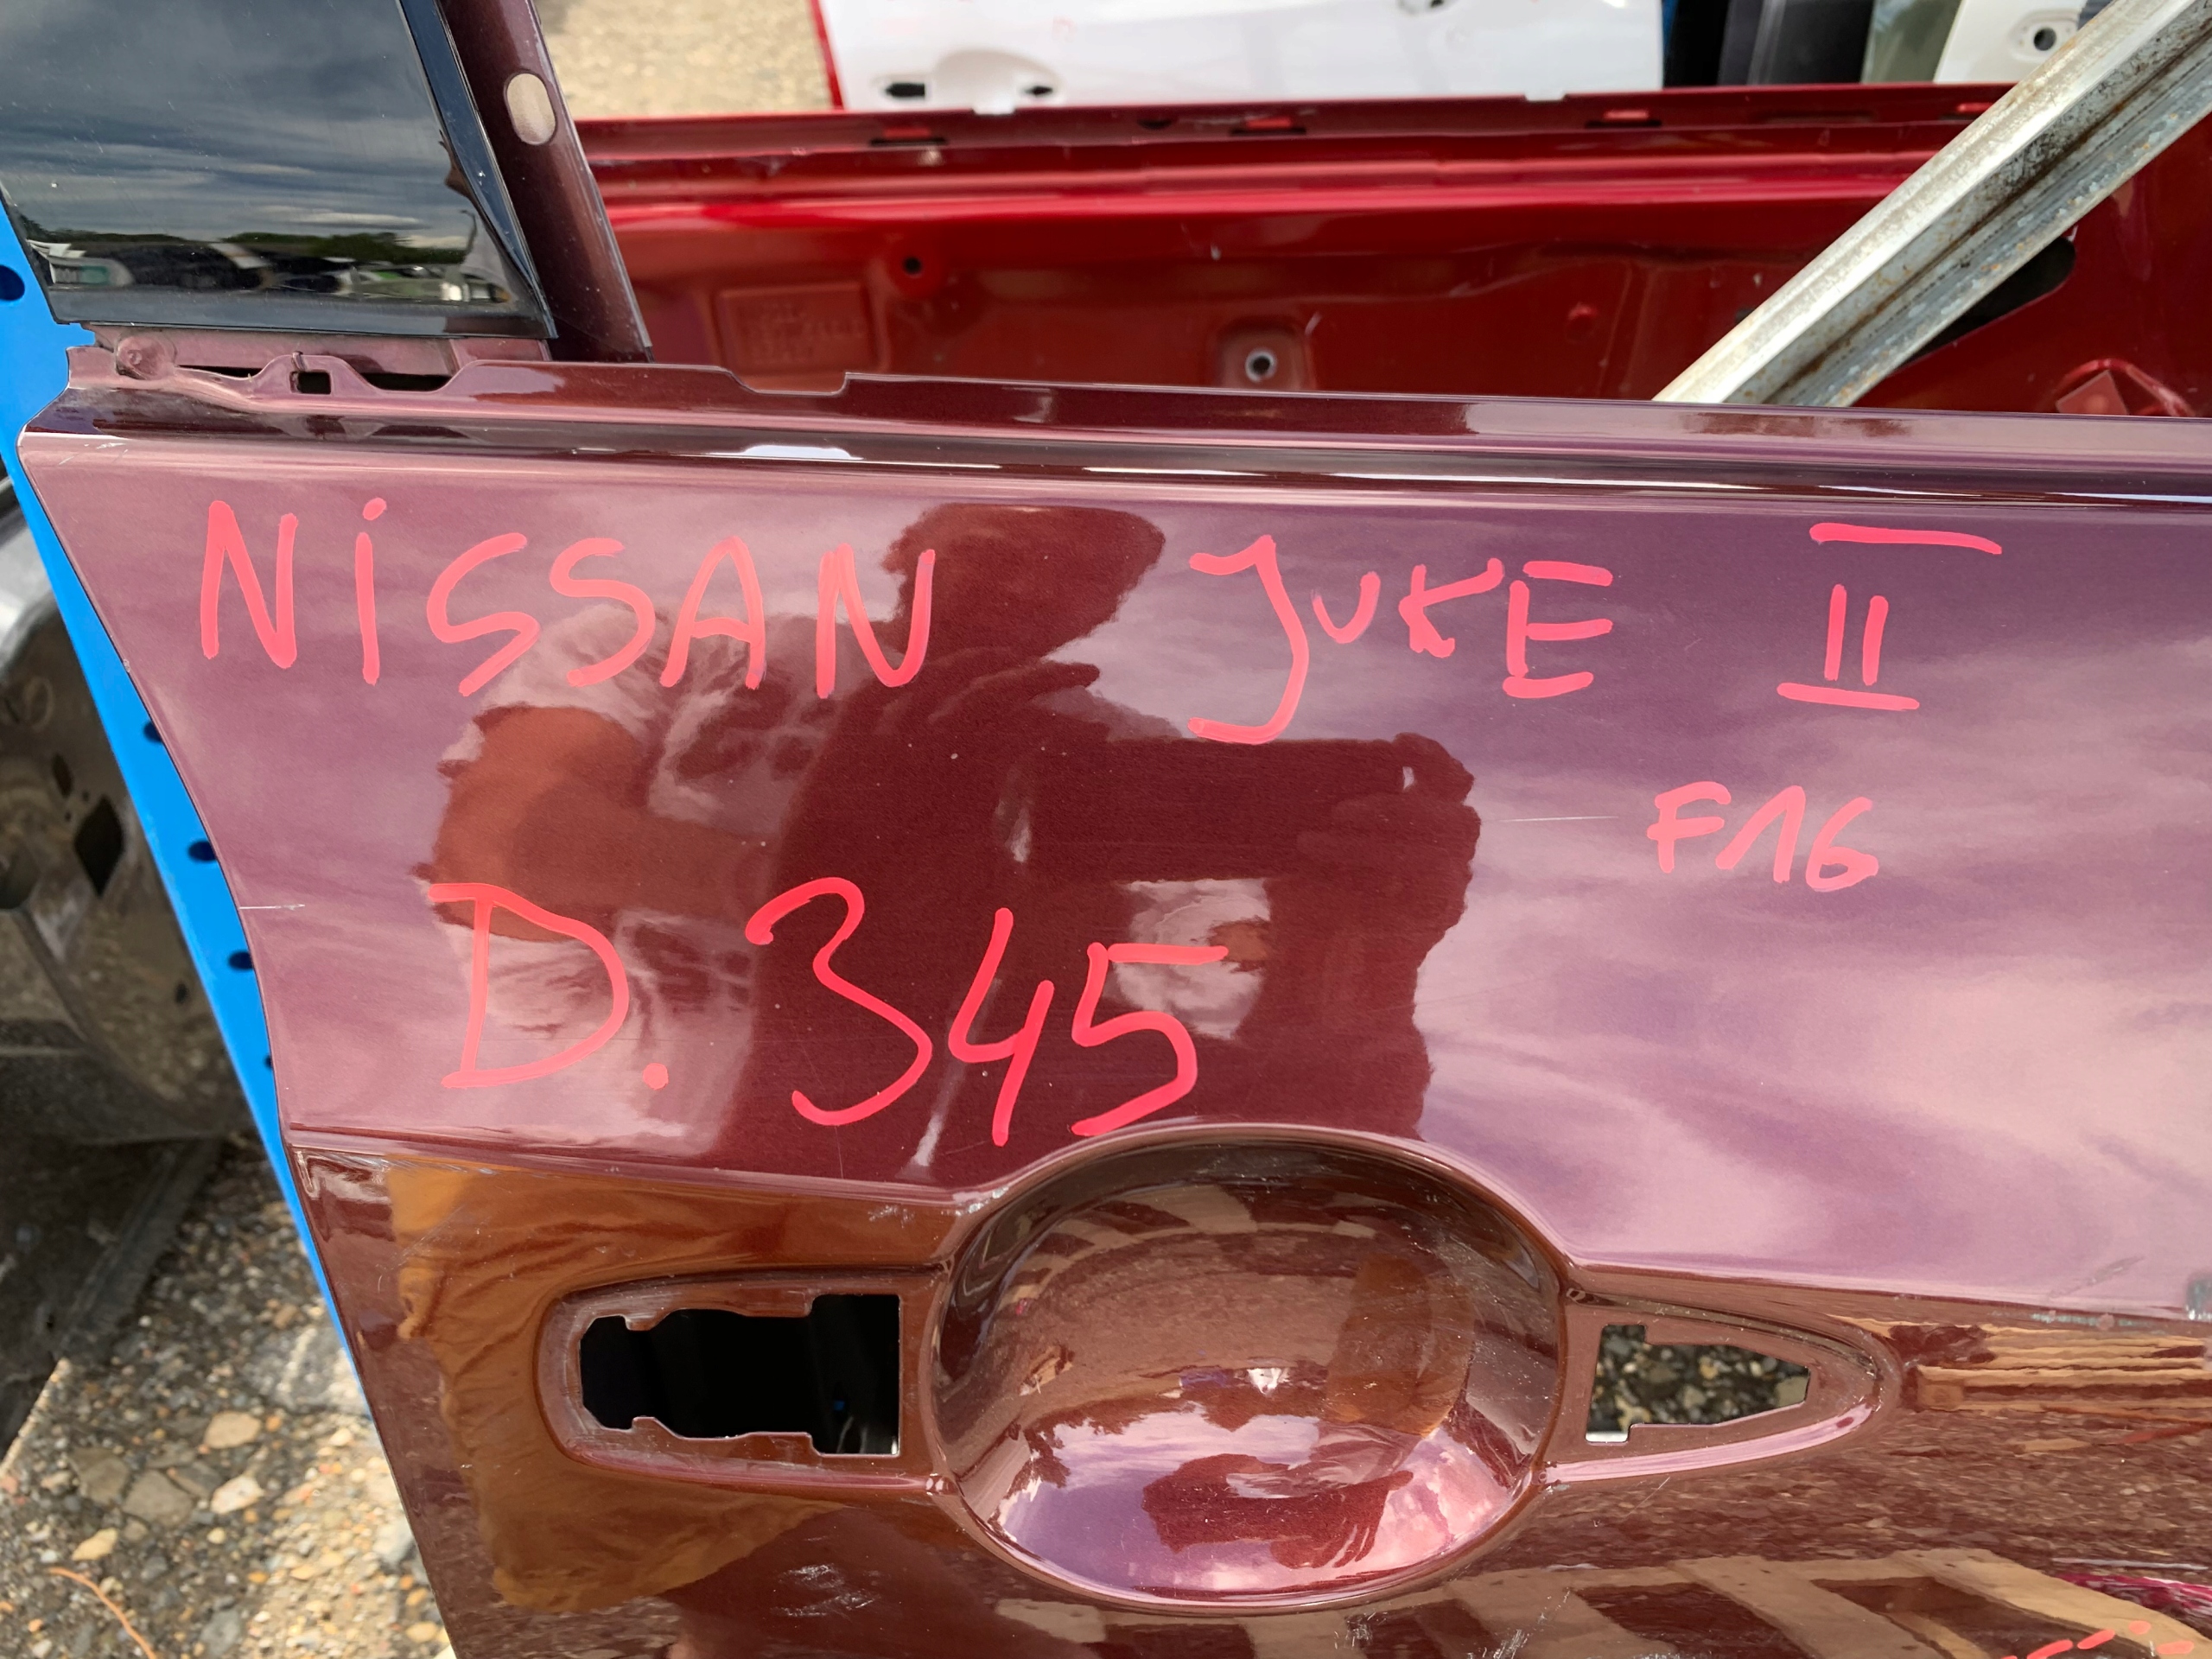 NiSSAN JUKE II
F16
D. 345